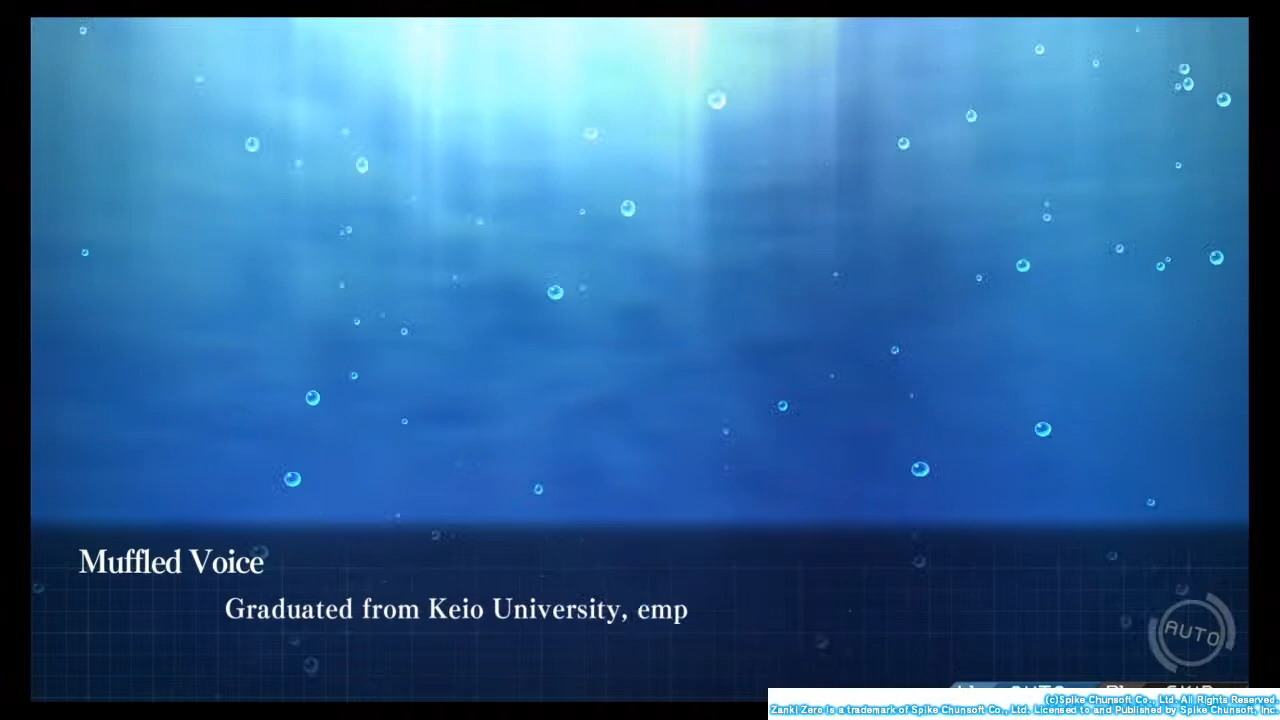 Muffled Voice
Graduated from Keio University, emp
AUTO
(c)Spike Chunsoft Co., Ltd. All Rights Reserved.
Zanki Zero is a trademark of Spike Chunsoft Co., Ltd. Licensed to and Published by Spike Chunsoft, Inc.